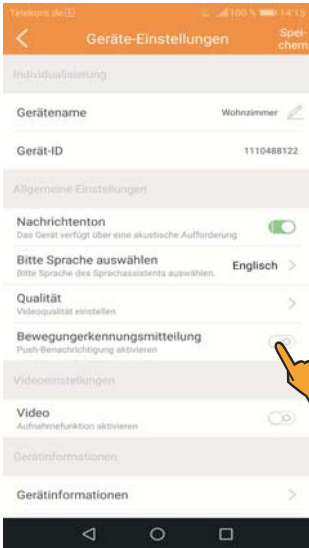 Telekom.de
100 % 14:15
Geräte-Einstellungen
Spei-
chern
Individualisierung
Gerätename Wohnzimmer
Gerät-ID 1110488122
Allgemeine Einstellungen
Nachrichtenton
Das Gerät verfügt über eine akustische Aufforderung.
Bitte Sprache auswählen Englisch
Bitte Sprache des Sprachassistents auswählen.
Qualität
Videoqualität einstellen
Bewegungerkennungsmitteilung
Push-Benachrichtigung aktivieren
Videoeinstellungen
Video
Aufnahmefunktion aktivieren
Gerätinformationen
Gerätinformationen